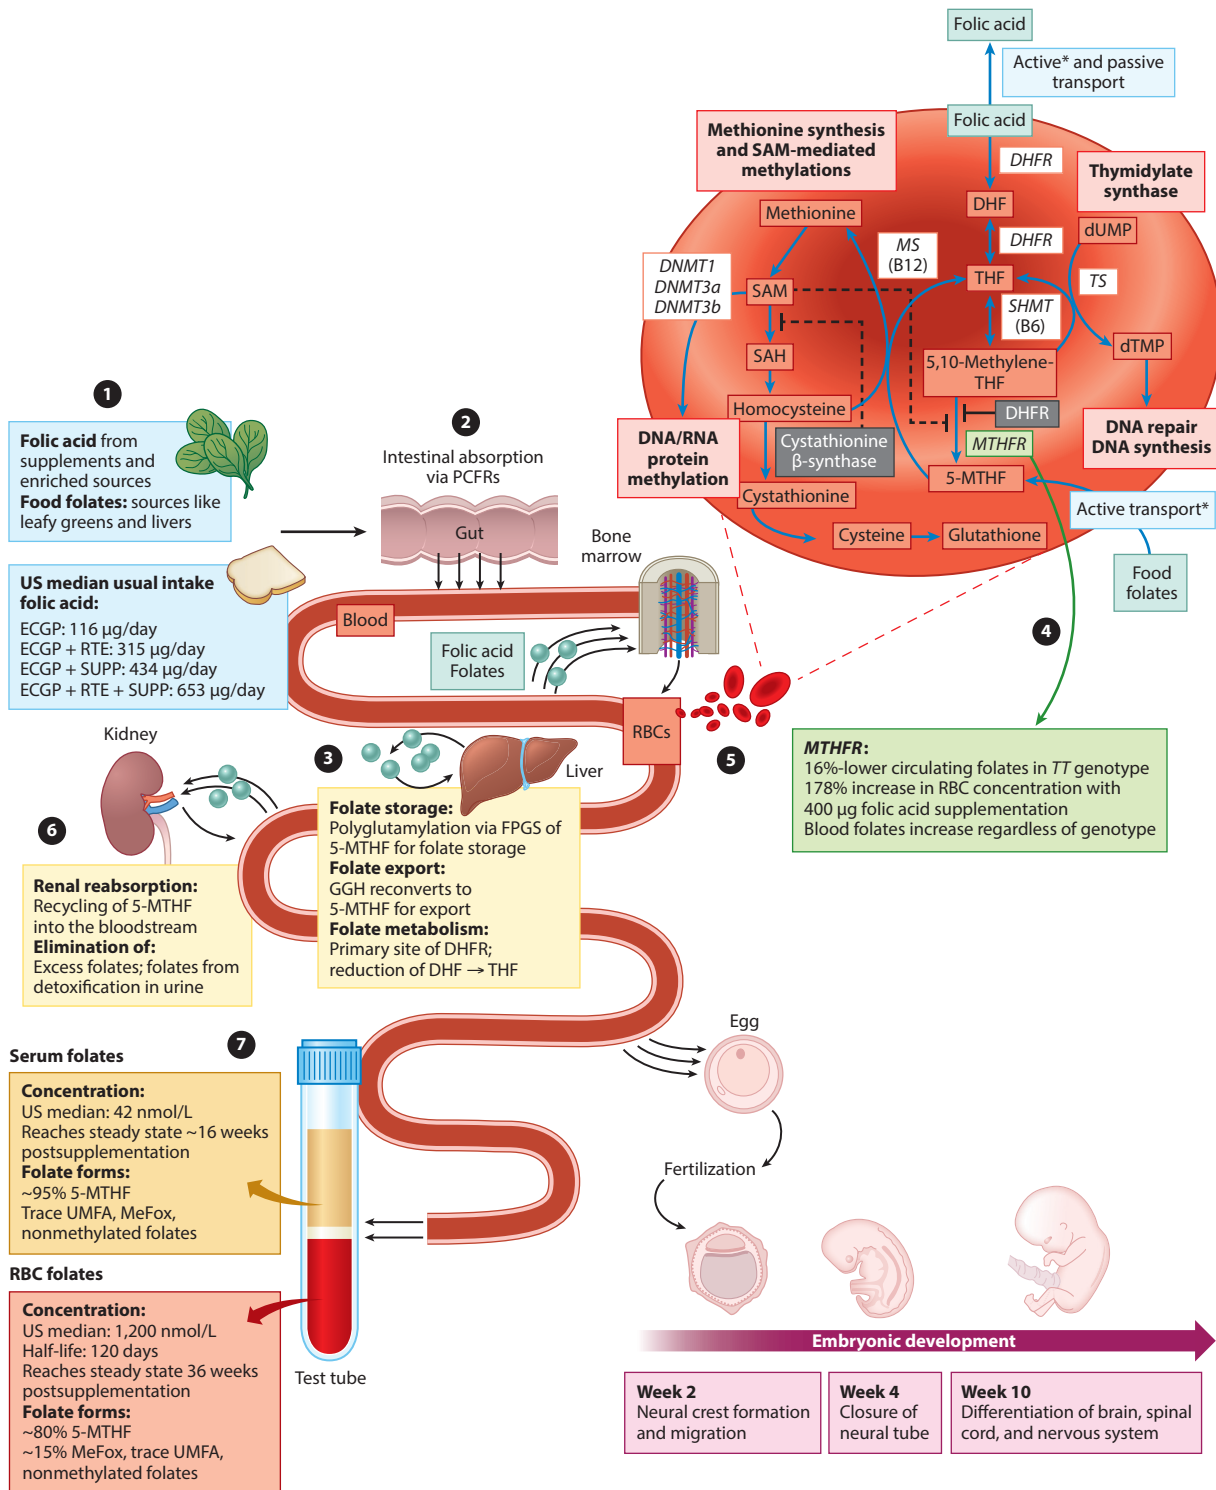 Folic acid
Active* and passive
transport
Folic acid
Methionine synthesis
and SAM-mediated
methylations
DHFR
Thymidylate
synthase
DHF
Methionine
dUMP
MS
(B12)
DHFR
DNMT1
DNMT3a
DNMT3b
THF
TS
SAM
SHMT
(B6)
SAH
dTMP
5,10-Methylene-
THF
Homocysteine
DHFR
DNA/RNA
protein
methylation
Cystathionine
β-synthase
MTHFR
DNA repair
DNA synthesis
5-MTHF
Cystathionine
Active transport*
Cysteine
Glutathione
Food
folates
1
Folic acid from
supplements and
enriched sources
Food folates: sources like
leafy greens and livers
2
Intestinal absorption
via PCFRs
Gut
Bone
marrow
US median usual intake
folic acid:
ECGP: 116 μg/day
ECGP + RTE: 315 μg/day
ECGP + SUPP: 434 μg/day
ECGP + RTE + SUPP: 653 μg/day
Blood
Folic acid
Folates
4
RBCs
5
MTHFR:
16%-lower circulating folates in TT genotype
178% increase in RBC concentration with
400 μg folic acid supplementation
Blood folates increase regardless of genotype
Kidney
3
Liver
6
Folate storage:
Polyglutamylation via FPGS of
5-MTHF for folate storage
Folate export:
GGH reconverts to
5-MTHF for export
Folate metabolism:
Primary site of DHFR;
reduction of DHF → THF
Renal reabsorption:
Recycling of 5-MTHF
into the bloodstream
Elimination of:
Excess folates; folates from
detoxification in urine
7
Serum folates
Concentration:
US median: 42 nmol/L
Reaches steady state ~16 weeks
postsupplementation
Folate forms:
~95% 5-MTHF
Trace UMFA, MeFox,
nonmethylated folates
RBC folates
Concentration:
US median: 1,200 nmol/L
Half-life: 120 days
Reaches steady state 36 weeks
postsupplementation
Folate forms:
~80% 5-MTHF
~15% MeFox, trace UMFA,
nonmethylated folates
Test tube
Egg
Fertilization
Embryonic development
Week 2
Neural crest formation
and migration
Week 4
Closure of
neural tube
Week 10
Differentiation of brain, spinal
cord, and nervous system